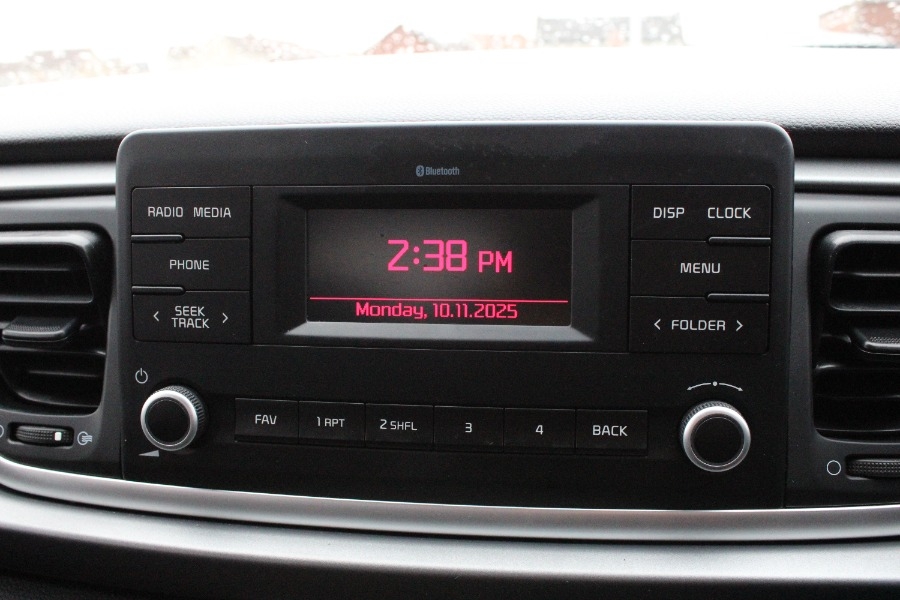 Bluetooth
RADIO MEDIA
PHONE
< SEEK >
TRACK
2:38 PM
Monday, 10.11.2025
DISP CLOCK
MENU
< FOLDER >
FAV
1 RPT
2 SHFL
3
4
BACK